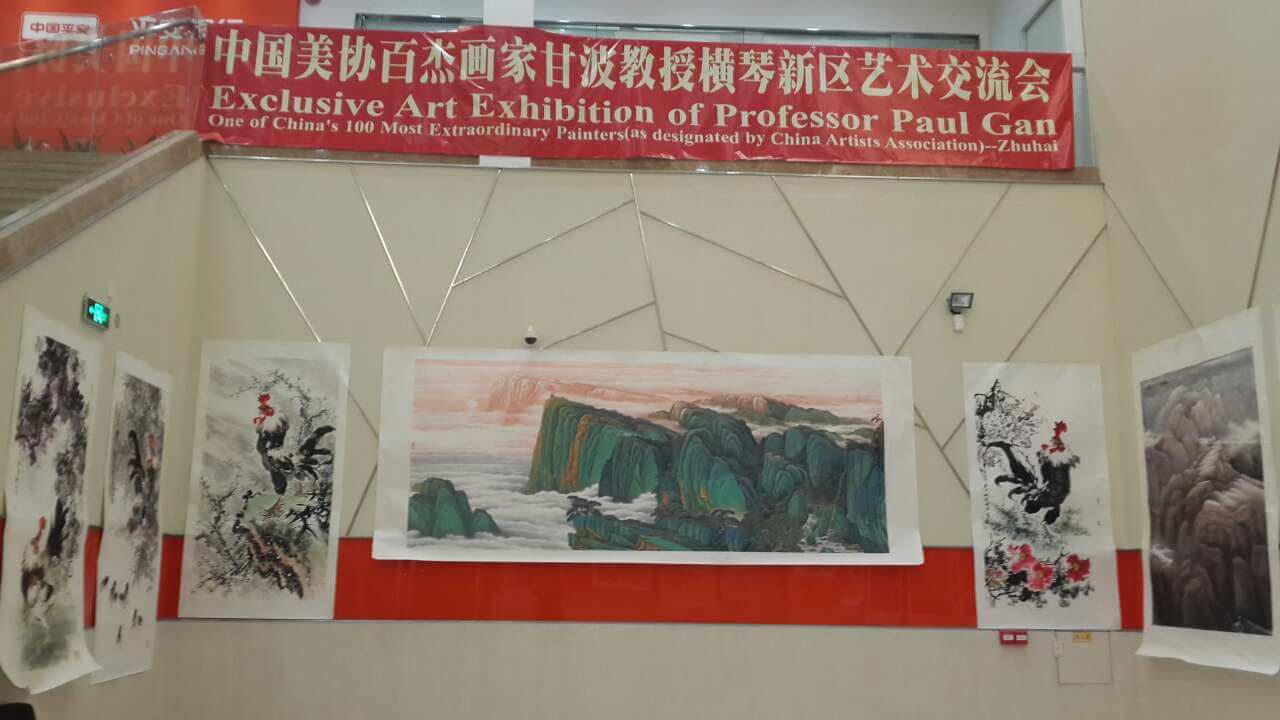 中国平安
PINGAN
中国美协百杰画家甘波教授横琴新区艺术交流会
Exclusive Art Exhibition of Professor Paul Gan
One of China's 100 Most Extraordinary Painters(as designated by China Artists Association)--Zhuhai